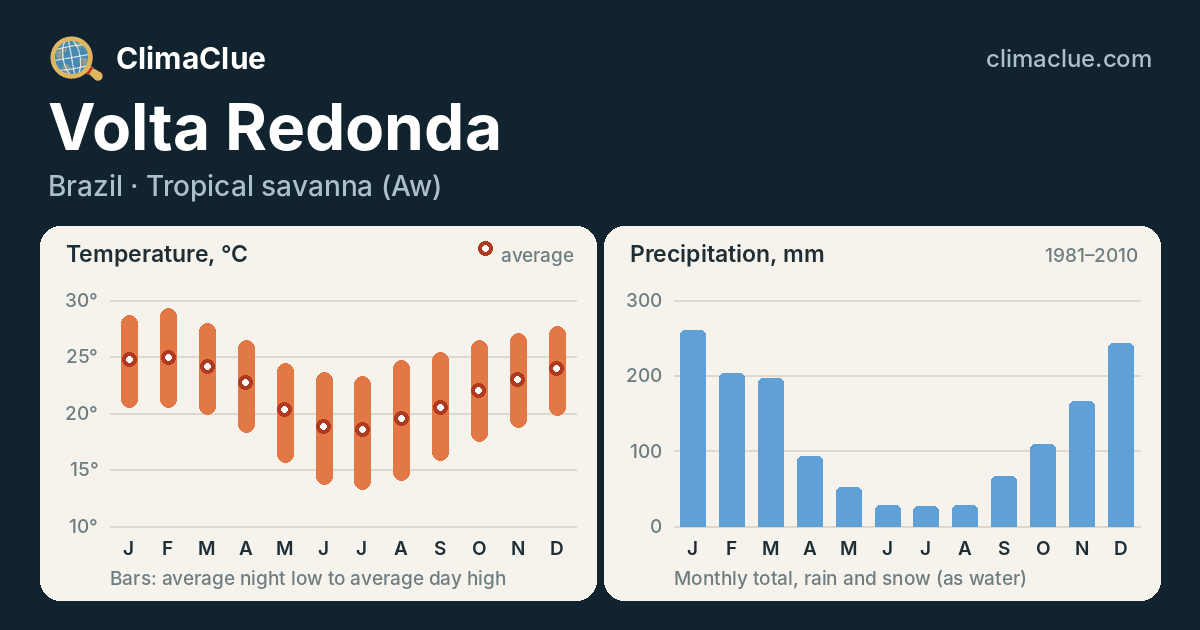 ClimaClue
climaclue.com
Volta Redonda
Brazil · Tropical savanna (Aw)
Temperature, °C
average
30°
25°
20°
15°
10°
J F M A M J J A S O N D
Bars: average night low to average day high
Precipitation, mm
1981–2010
300
200
100
0
J F M A M J J A S O N D
Monthly total, rain and snow (as water)